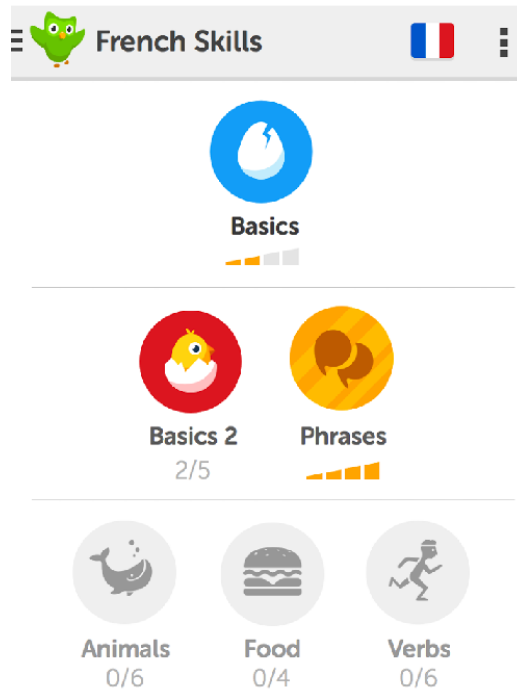 French Skills
Basics
Basics 2 Phrases
2/5
Animals Food Verbs
0/6 0/4 0/6